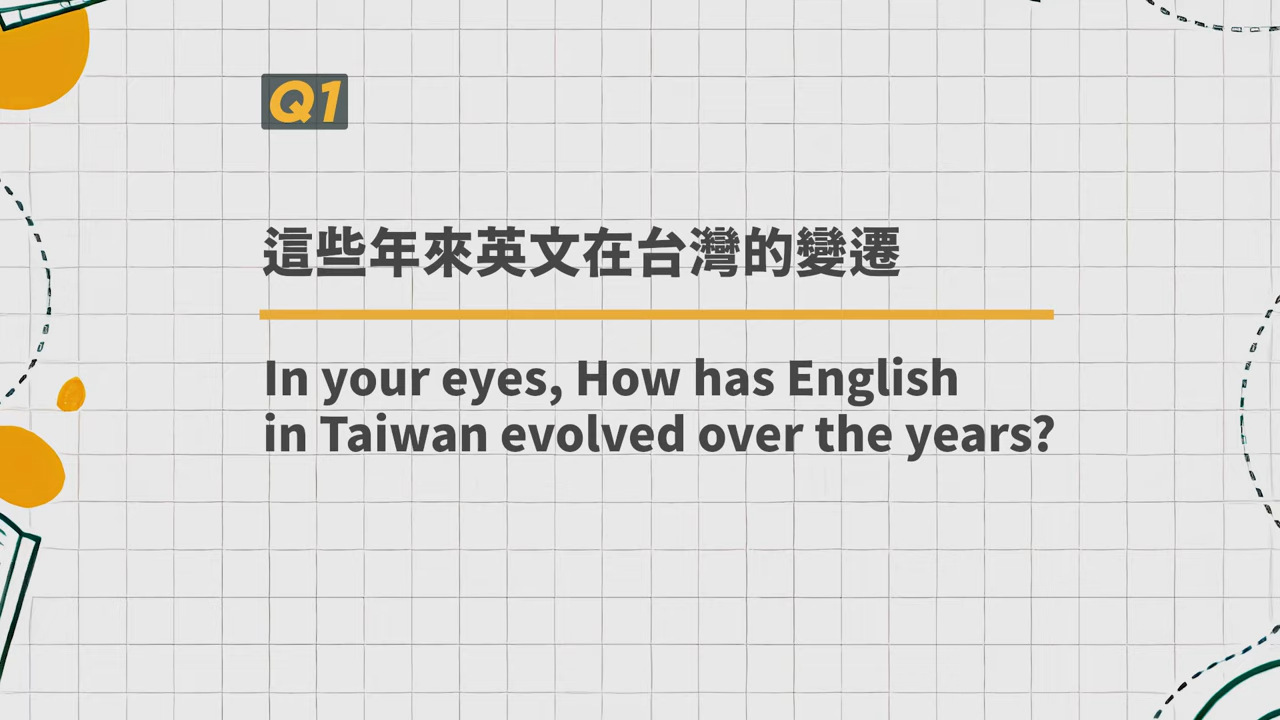 Q1
這些年來英文在台灣的變遷
In your eyes, How has English
in Taiwan evolved over the years?